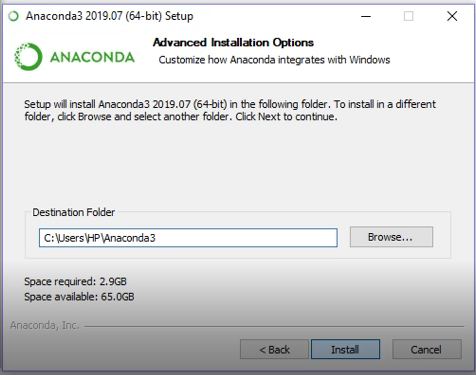 Anaconda3 2019.07 (64-bit) Setup
ANACONDA
Advanced Installation Options
Customize how Anaconda integrates with Windows
Setup will install Anaconda3 2019.07 (64-bit) in the following folder. To install in a different
folder, click Browse and select another folder. Click Next to continue.
Destination Folder
C:\Users\HP\Anaconda3
Browse...
Space required: 2.9GB
Space available: 65.0GB
Anaconda, Inc.
< Back
Install
Cancel